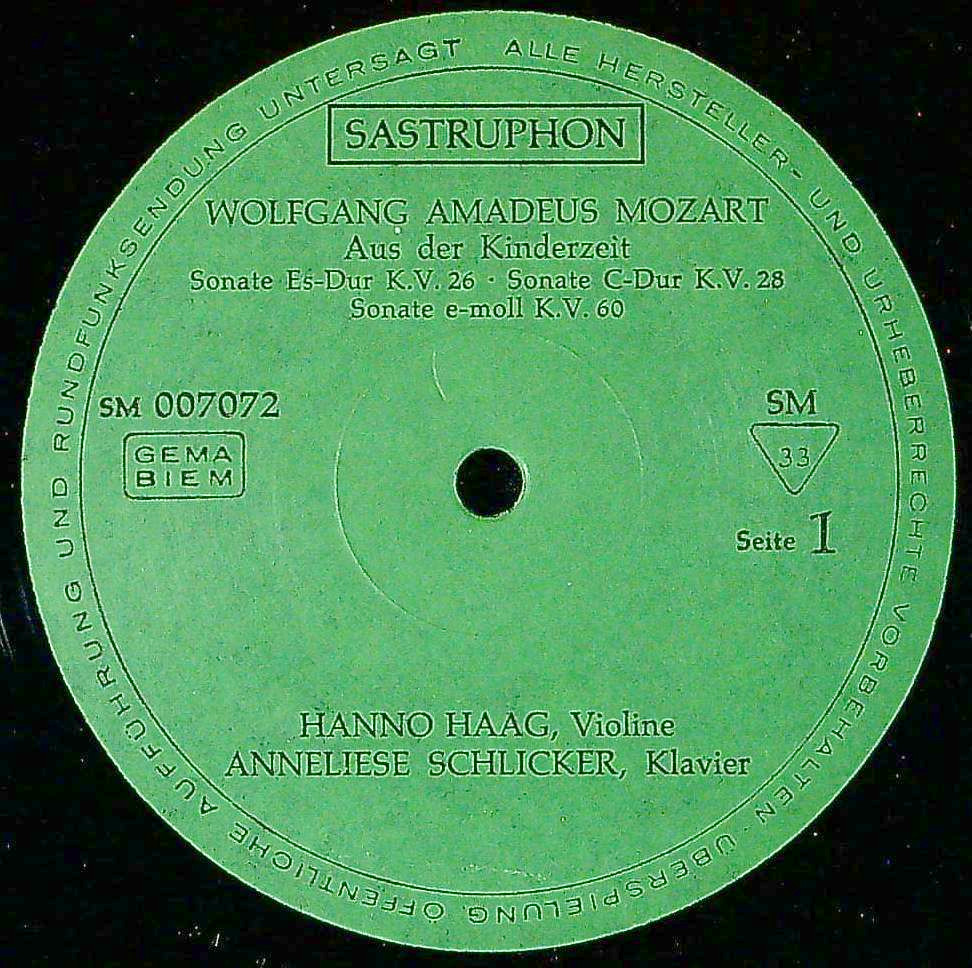 ALLE HERSTELLER- UND URHEBERRECHTE VORBEHALTEN · ÜBERSPIELUNG, ÖFFENTLICHE AUFFÜHRUNG UND RUNDFUNKSENDUNG UNTERSAGT
SASTRUPHON
WOLFGANG AMADEUS MOZART
Aus der Kinderzeit
Sonate Es-Dur K.V. 26 · Sonate C-Dur K.V. 28
Sonate e-moll K.V. 60
SM 007072
GEMA
BIEM
SM
33
Seite 1
HANNO HAAG, Violine
ANNELIESE SCHLICKER, Klavier